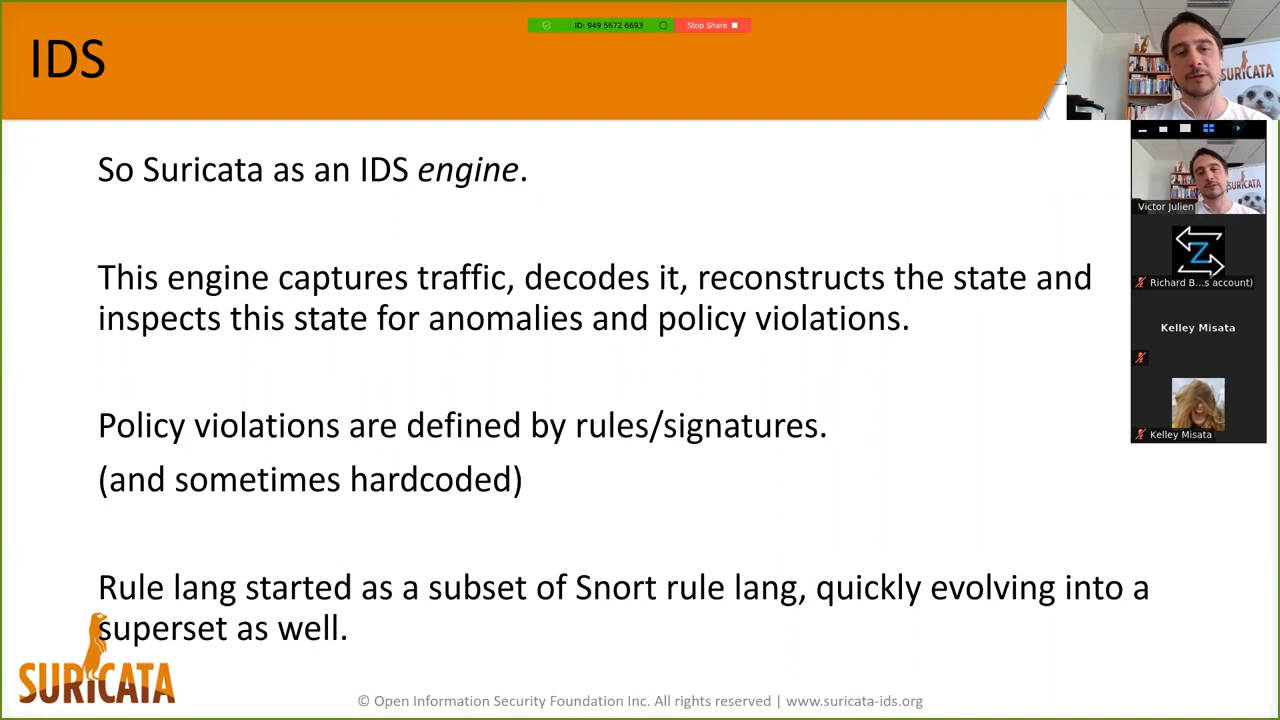 IDS
ID: 949 5672 6693
Stop Share
SURICATA
So Suricata as an IDS engine.
This engine captures traffic, decodes it, reconstructs the state and
inspects this state for anomalies and policy violations.
Policy violations are defined by rules/signatures.
(and sometimes hardcoded)
Rule lang started as a subset of Snort rule lang, quickly evolving into a
superset as well.
SURICATA
© Open Information Security Foundation Inc. All rights reserved | www.suricata-ids.org
SURICATA
Victor Julien
Z
Richard B...s account)
Kelley Misata
Kelley Misata